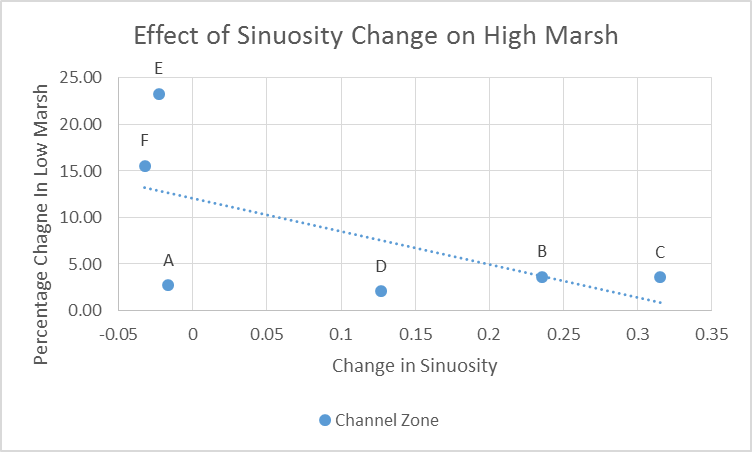 Effect of Sinuosity Change on High Marsh
Percentage Chagne In Low Marsh
25.00
20.00
15.00
10.00
5.00
0.00
E
F
A
D
B
C
-0.05 0 0.05 0.1 0.15 0.2 0.25 0.3 0.35
Change in Sinuosity
Channel Zone